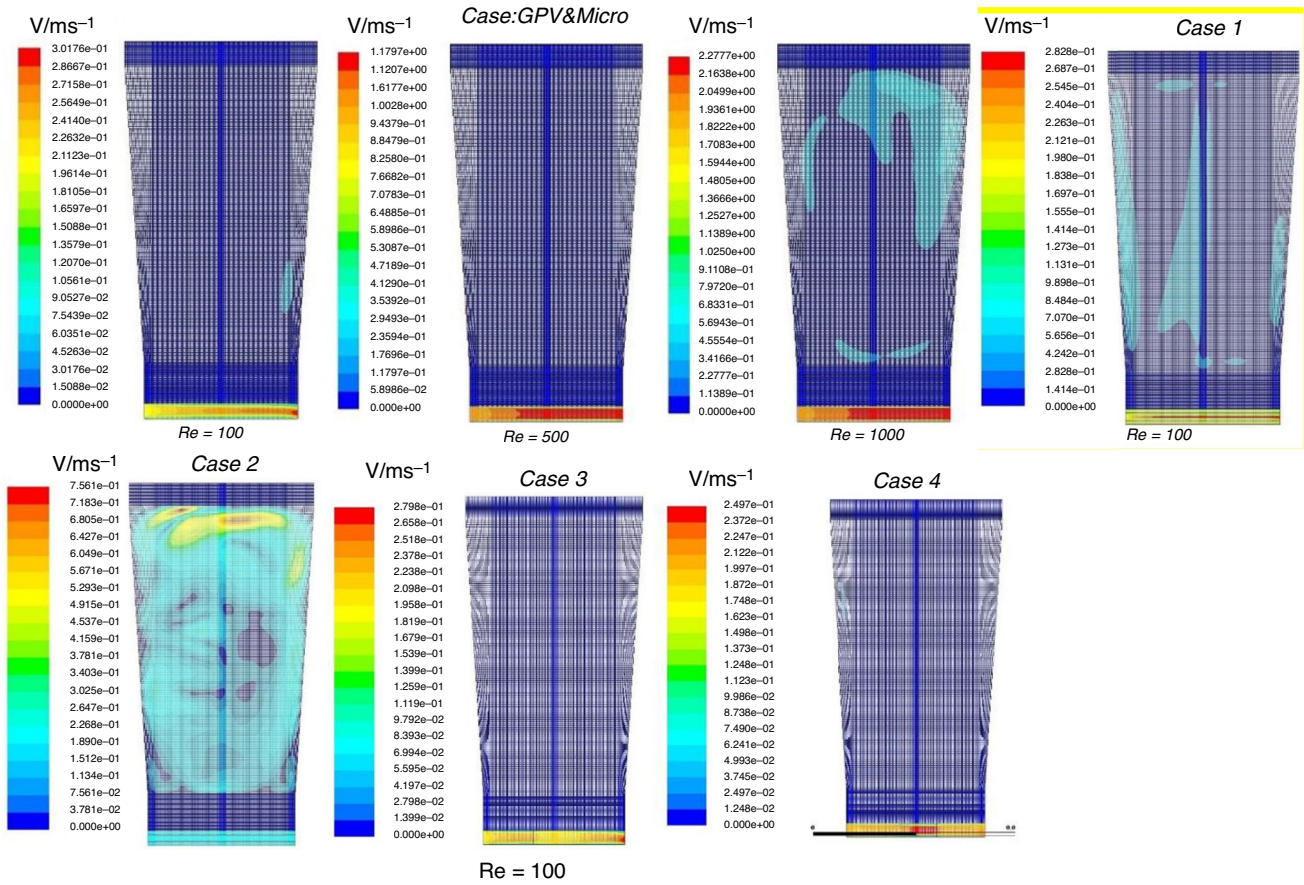 Case:GPV&Micro
V/ms⁻¹
3.0176e–01
2.8667e–01
2.7158e–01
2.5649e–01
2.4140e–01
2.2632e–01
2.1123e–01
1.9614e–01
1.8105e–01
1.6597e–01
1.5088e–01
1.3579e–01
1.2070e–01
1.0561e–01
9.0527e–02
7.5439e–02
6.0351e–02
4.5263e–02
3.0176e–02
1.5088e–02
0.0000e+00
Re = 100
V/ms⁻¹
1.1797e+00
1.1207e+00
1.6177e+00
1.0028e+00
9.4379e–01
8.8479e–01
8.2580e–01
7.6682e–01
7.0783e–01
6.4885e–01
5.8986e–01
5.3087e–01
4.7189e–01
4.1290e–01
3.5392e–01
2.9493e–01
2.3594e–01
1.7696e–01
1.1797e–01
5.8986e–02
0.000e+00
Re = 500
V/ms⁻¹
2.2777e+00
2.1638e+00
2.0499e+00
1.9361e+00
1.8222e+00
1.7083e+00
1.5944e+00
1.4805e+00
1.3666e+00
1.2527e+00
1.1389e+00
1.0250e+00
9.1108e–01
7.9720e–01
6.8331e–01
5.6943e–01
4.5554e–01
3.4166e–01
2.2777e–01
1.1389e–01
0.0000e+00
Re = 1000
V/ms⁻¹
Case 1
2.828e–01
2.687e–01
2.545e–01
2.404e–01
2.263e–01
2.121e–01
1.980e–01
1.838e–01
1.697e–01
1.555e–01
1.414e–01
1.273e–01
1.131e–01
9.898e–01
8.484e–01
7.070e–01
5.656e–01
4.242e–01
2.828e–01
1.414e–01
0.000e+00
Re = 100
V/ms⁻¹
Case 2
7.561e–01
7.183e–01
6.805e–01
6.427e–01
6.049e–01
5.671e–01
5.293e–01
4.915e–01
4.537e–01
4.159e–01
3.781e–01
3.403e–01
3.025e–01
2.647e–01
2.268e–01
1.890e–01
1.512e–01
1.134e–01
7.561e–02
3.781e–02
0.000e+00
V/ms⁻¹
Case 3
2.798e–01
2.658e–01
2.518e–01
2.378e–01
2.238e–01
2.098e–01
1.958e–01
1.819e–01
1.679e–01
1.539e–01
1.399e–01
1.259e–01
1.119e–01
9.792e–02
8.393e–02
6.994e–02
5.595e–02
4.197e–02
2.798e–02
1.399e–02
0.000e+00
V/ms⁻¹
Case 4
2.497e–01
2.372e–01
2.247e–01
2.122e–01
1.997e–01
1.872e–01
1.748e–01
1.623e–01
1.498e–01
1.373e–01
1.248e–01
1.123e–01
9.986e–02
8.738e–02
7.490e–02
6.241e–02
4.993e–02
3.745e–02
2.497e–02
1.248e–02
0.000e+00
Re = 100